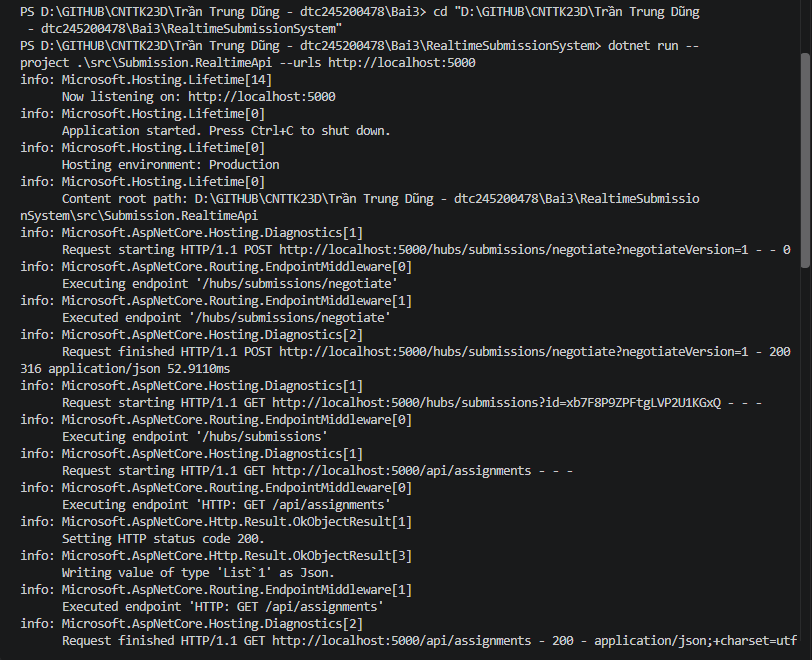 PS D:\GITHUB\CNTTK23D\Trần Trung Dũng - dtc245200478\Bai3> cd "D:\GITHUB\CNTTK23D\Trần Trung Dũng
 - dtc245200478\Bai3\RealtimeSubmissionSystem"
PS D:\GITHUB\CNTTK23D\Trần Trung Dũng - dtc245200478\Bai3\RealtimeSubmissionSystem> dotnet run --
project .\src\Submission.RealtimeApi --urls http://localhost:5000
info: Microsoft.Hosting.Lifetime[14]
      Now listening on: http://localhost:5000
info: Microsoft.Hosting.Lifetime[0]
      Application started. Press Ctrl+C to shut down.
info: Microsoft.Hosting.Lifetime[0]
      Hosting environment: Production
info: Microsoft.Hosting.Lifetime[0]
      Content root path: D:\GITHUB\CNTTK23D\Trần Trung Dũng - dtc245200478\Bai3\RealtimeSubmissio
nSystem\src\Submission.RealtimeApi
info: Microsoft.AspNetCore.Hosting.Diagnostics[1]
      Request starting HTTP/1.1 POST http://localhost:5000/hubs/submissions/negotiate?negotiateVersion=1 - - 0
info: Microsoft.AspNetCore.Routing.EndpointMiddleware[0]
      Executing endpoint '/hubs/submissions/negotiate'
info: Microsoft.AspNetCore.Routing.EndpointMiddleware[1]
      Executed endpoint '/hubs/submissions/negotiate'
info: Microsoft.AspNetCore.Hosting.Diagnostics[2]
      Request finished HTTP/1.1 POST http://localhost:5000/hubs/submissions/negotiate?negotiateVersion=1 - 200
316 application/json 52.9110ms
info: Microsoft.AspNetCore.Hosting.Diagnostics[1]
      Request starting HTTP/1.1 GET http://localhost:5000/hubs/submissions?id=xb7F8P9ZPFtgLVP2U1KGxQ - - -
info: Microsoft.AspNetCore.Routing.EndpointMiddleware[0]
      Executing endpoint '/hubs/submissions'
info: Microsoft.AspNetCore.Hosting.Diagnostics[1]
      Request starting HTTP/1.1 GET http://localhost:5000/api/assignments - - -
info: Microsoft.AspNetCore.Routing.EndpointMiddleware[0]
      Executing endpoint 'HTTP: GET /api/assignments'
info: Microsoft.AspNetCore.Http.Result.OkObjectResult[1]
      Setting HTTP status code 200.
info: Microsoft.AspNetCore.Http.Result.OkObjectResult[3]
      Writing value of type 'List`1' as Json.
info: Microsoft.AspNetCore.Routing.EndpointMiddleware[1]
      Executed endpoint 'HTTP: GET /api/assignments'
info: Microsoft.AspNetCore.Hosting.Diagnostics[2]
      Request finished HTTP/1.1 GET http://localhost:5000/api/assignments - 200 - application/json;+charset=utf